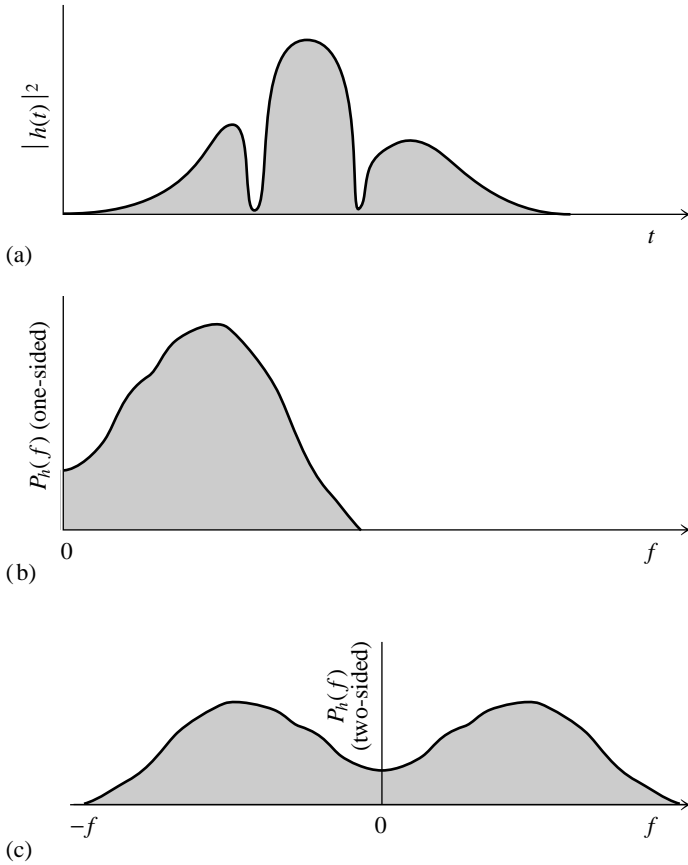 |h(t)|²
t
(a)
Pₕ(f) (one-sided)
0
f
(b)
Pₕ(f)
(two-sided)
−f
0
f
(c)